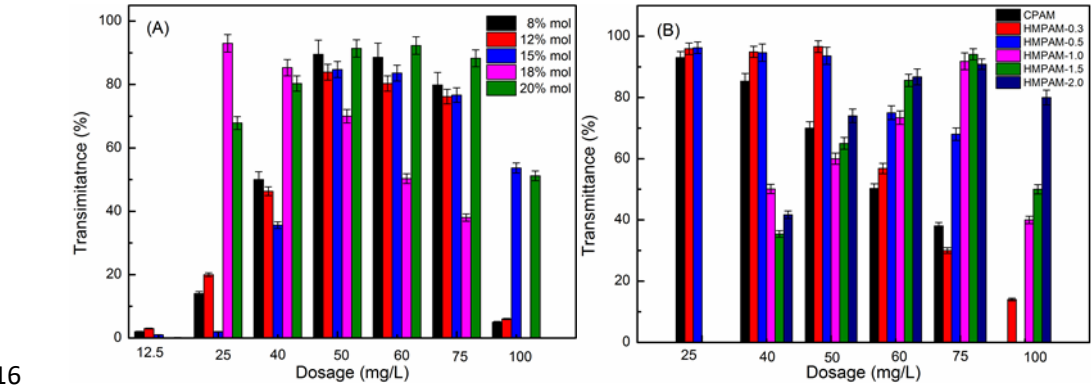 (A)
8% mol
12% mol
15% mol
18% mol
20% mol
Transimitatnce (%)
100
80
60
40
20
0
12.5 25 40 50 60 75 100
Dosage (mg/L)
(B)
CPAM
HMPAM-0.3
HMPAM-0.5
HMPAM-1.0
HMPAM-1.5
HMPAM-2.0
Transmittance (%)
100
80
60
40
20
0
25 40 50 60 75 100
Dosage (mg/L)
16